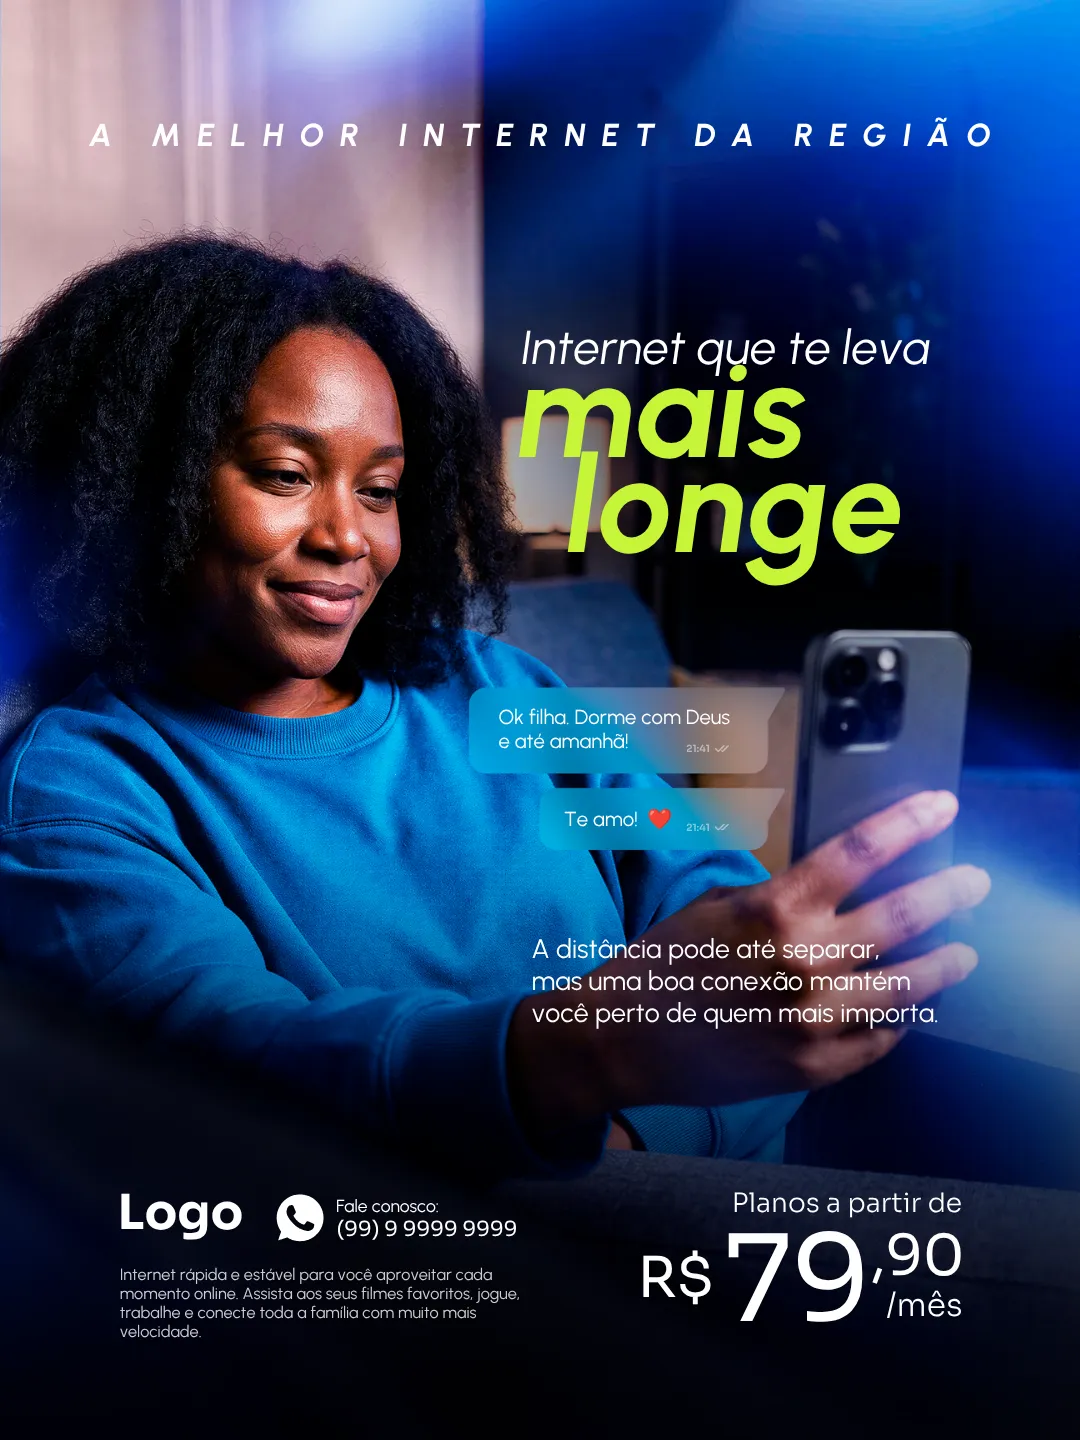 A MELHOR INTERNET DA REGIÃO
Internet que te leva
mais
longe
Ok filha. Dorme com Deus
e até amanhã!
21:41
Te amo! ❤️
21:41
A distância pode até separar,
mas uma boa conexão mantém
você perto de quem mais importa.
Logo
Fale conosco:
(99) 9 9999 9999
Internet rápida e estável para você aproveitar cada
momento online. Assista aos seus filmes favoritos, jogue,
trabalhe e conecte toda a família com muito mais
velocidade.
Planos a partir de
R$ 79,90
/mês